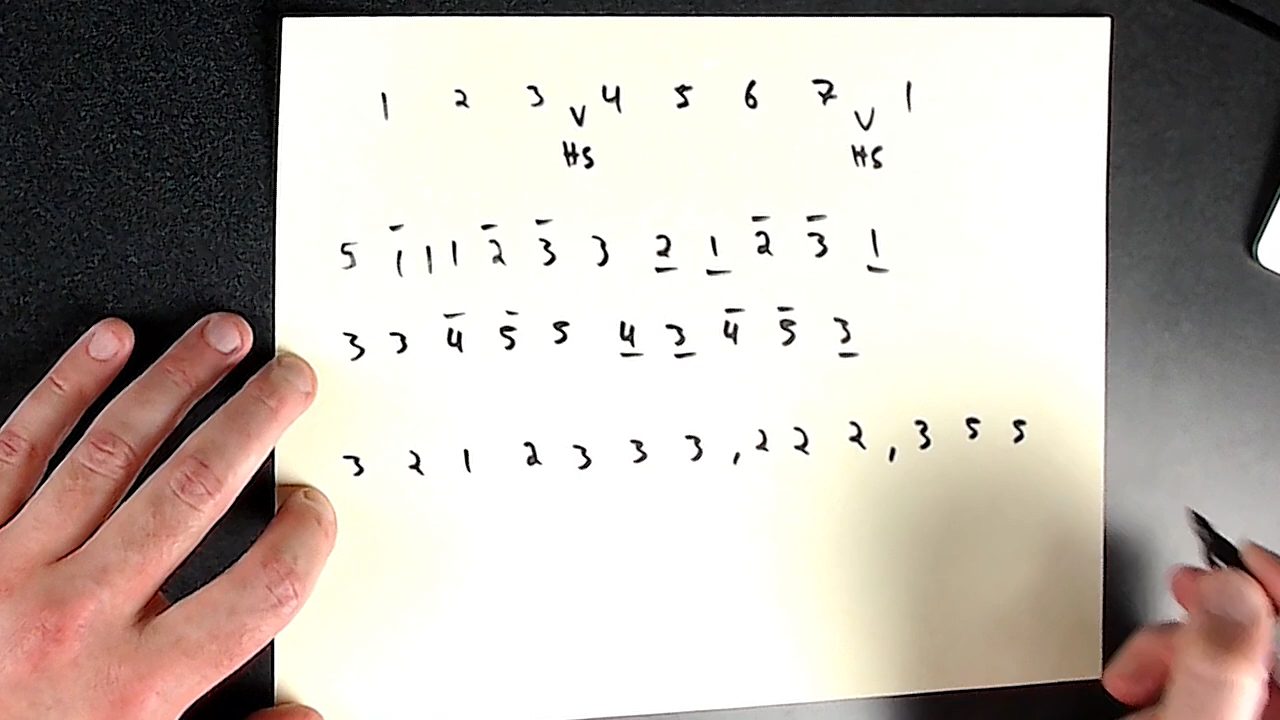 1 2 3 V 4 5 6 7 V 1
HS HS
5 1̅ 1 1 2̅ 3̅ 3 2̲ 1̲ 2̅ 3̅ 1̲
3 3 4̅ 5̅ 5 4̲ 3̲ 4̅ 5̅ 3̲
3 2 1 2 3 3 3 , 2 2 2 , 3 5 5